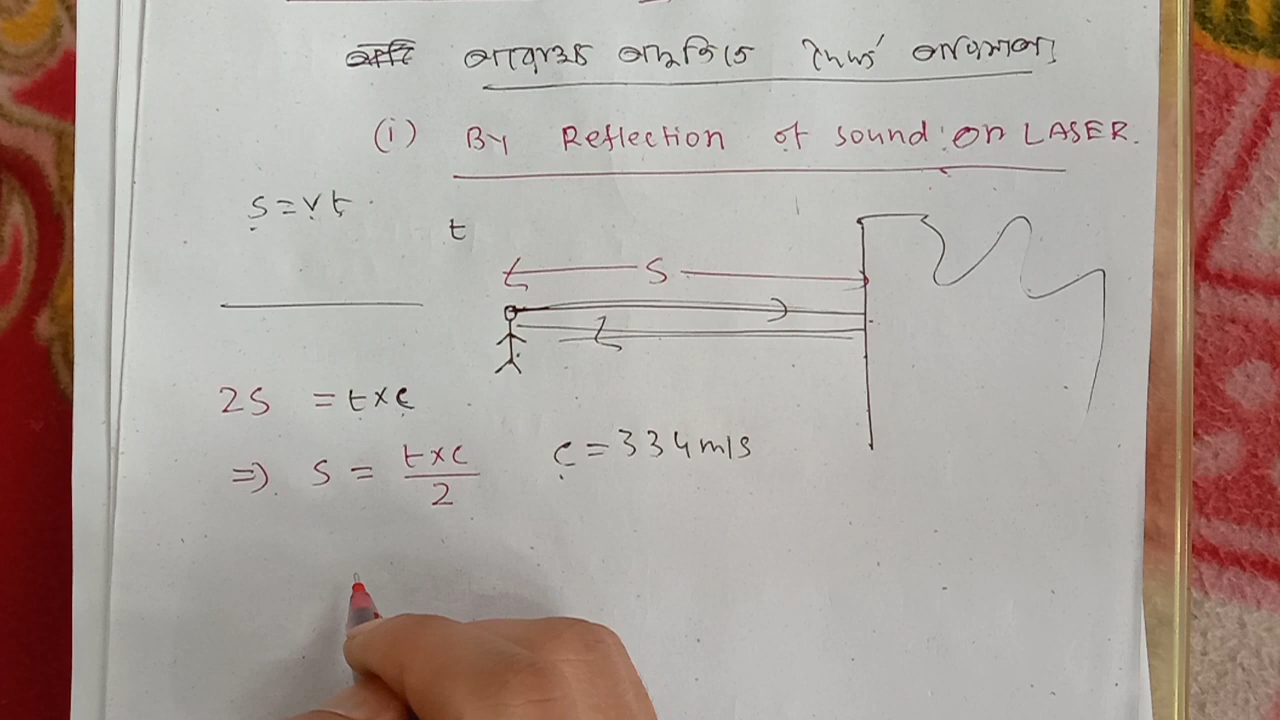 (i) By Reflection of sound on LASER.
s = vt
t
S
2S = t×c
⇒ S = t×c/2
c = 334 m/s